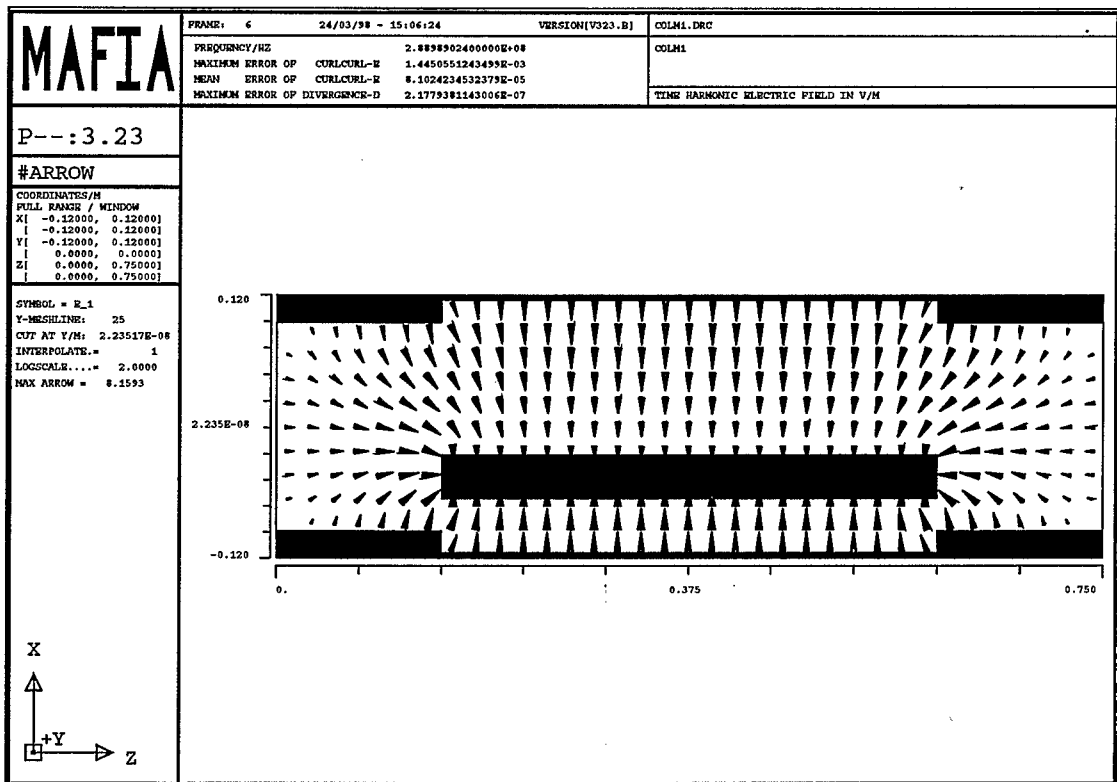 MAFIA
FRAME: 6 24/03/98 - 15:06:24 VERSION[V323.B] COLM1.DRC
FREQUENCY/HZ 2.8898902400000E+08
COLM1
MAXIMUM ERROR OF CURLCURL-E 1.4450551243499E-03
MEAN ERROR OF CURLCURL-E 8.1024234532379E-05
MAXIMUM ERROR OF DIVERGENCE-D 2.1779381143006E-07
TIME HARMONIC ELECTRIC FIELD IN V/M
P--:3.23
#ARROW
COORDINATES/M
FULL RANGE / WINDOW
X[ -0.12000, 0.12000]
[ -0.12000, 0.12000]
Y[ -0.12000, 0.12000]
[ 0.0000, 0.0000]
Z[ 0.0000, 0.75000]
[ 0.0000, 0.75000]
SYMBOL = E_1
Y-MESHLINE: 25
CUT AT Y/M: 2.23517E-08
INTERPOLATE.= 1
LOGSCALE....= 2.0000
MAX ARROW = 8.1593
0.120
2.235E-08
-0.120
0. 0.375 0.750
X
+Y
Z